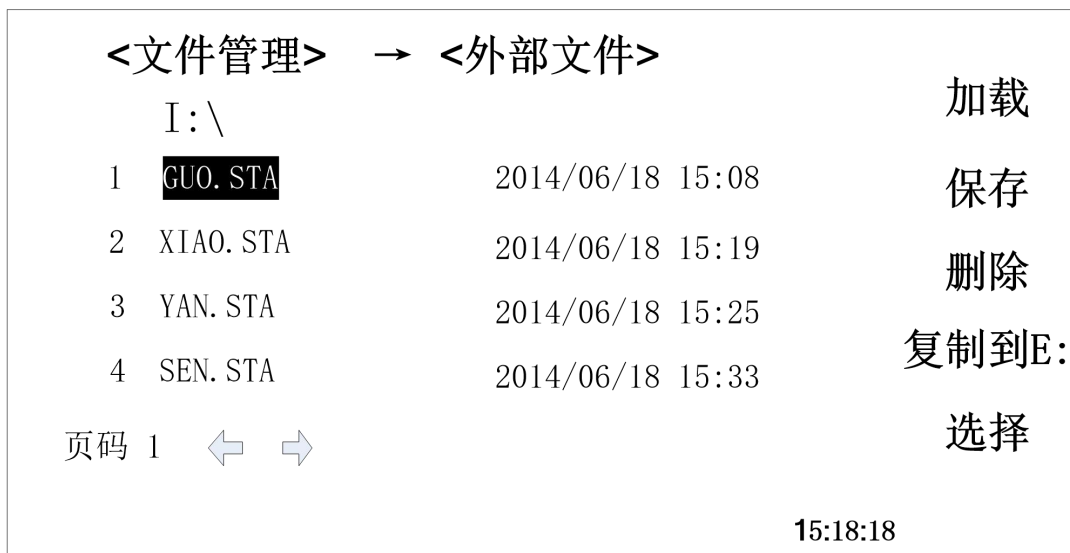 <文件管理> → <外部文件>
I:\
加载
1 GUO.STA 2014/06/18 15:08
保存
2 XIAO.STA 2014/06/18 15:19
删除
3 YAN.STA 2014/06/18 15:25
复制到E:
4 SEN.STA 2014/06/18 15:33
选择
页码 1
15:18:18